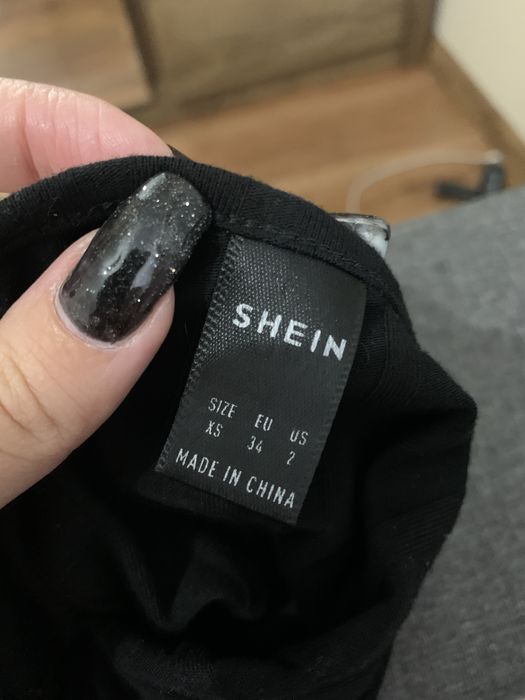 SHEIN
SIZE EU US
XS 34 2
MADE IN CHINA